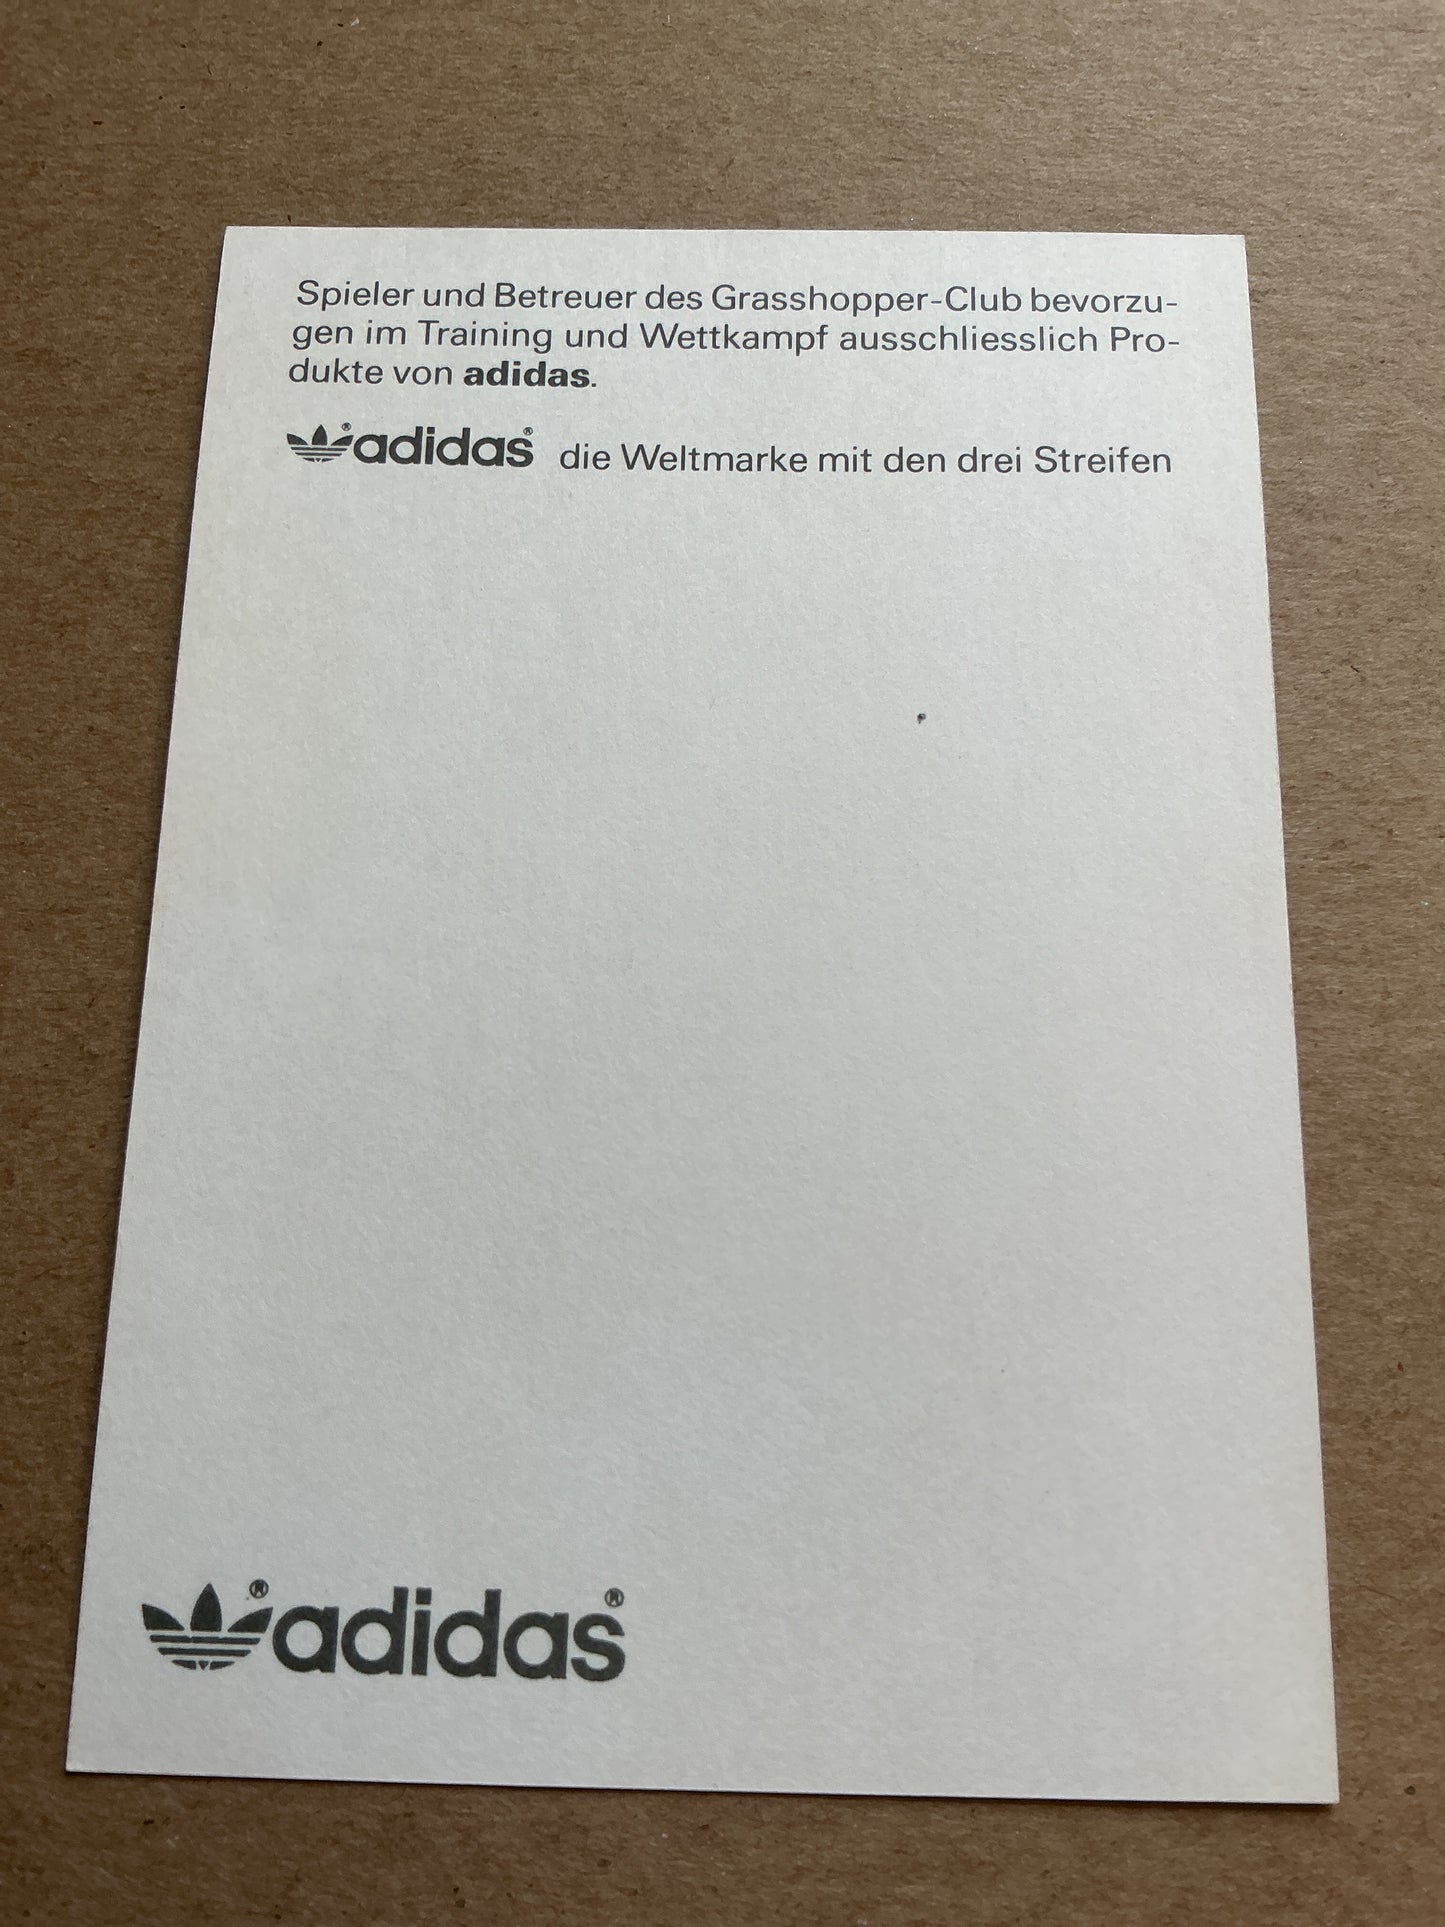 Spieler und Betreuer des Grasshopper-Club bevorzu-
gen im Training und Wettkampf ausschliesslich Pro-
dukte von adidas.
adidas® die Weltmarke mit den drei Streifen
adidas®